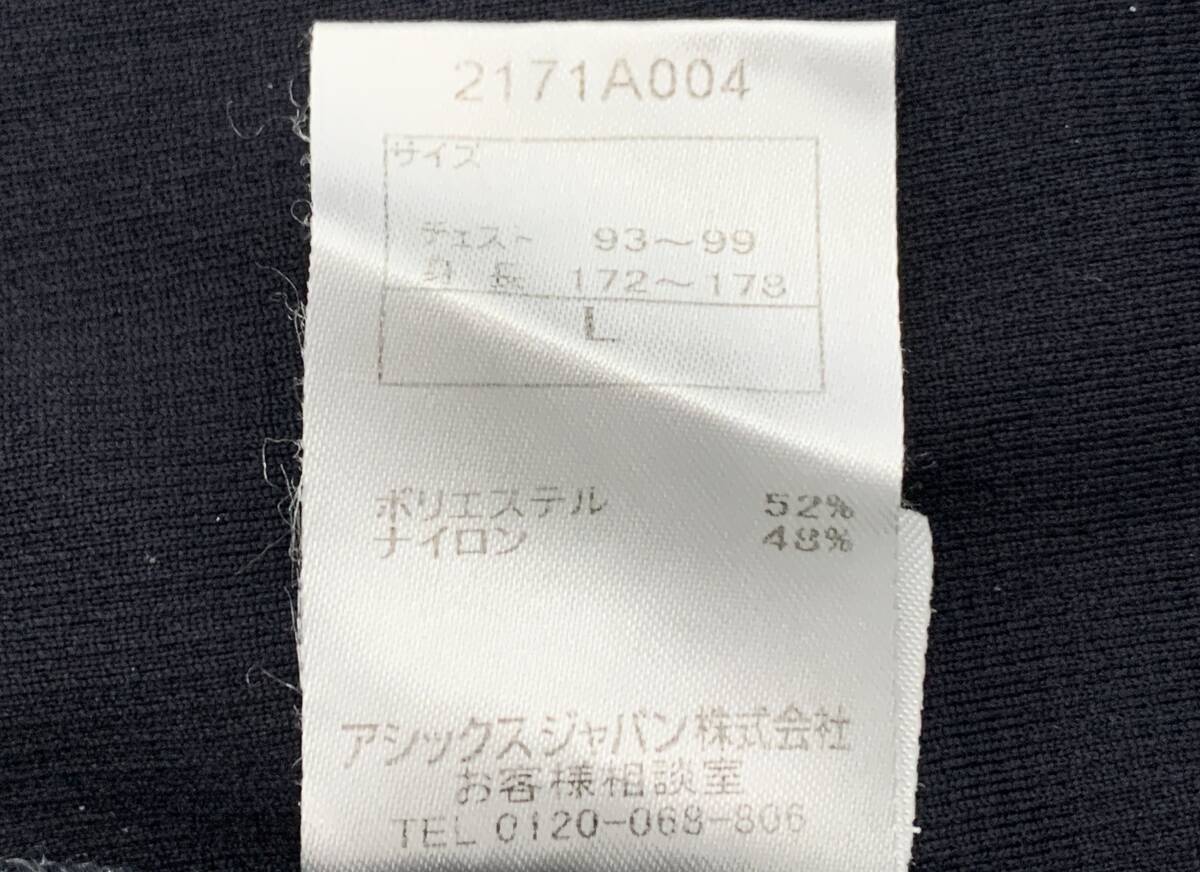 2171A004
サイズ
チェスト 93～99
身長 172～178
L
ポリエステル 52%
ナイロン 48%
アシックスジャパン株式会社
お客様相談室
TEL 0120-068-806